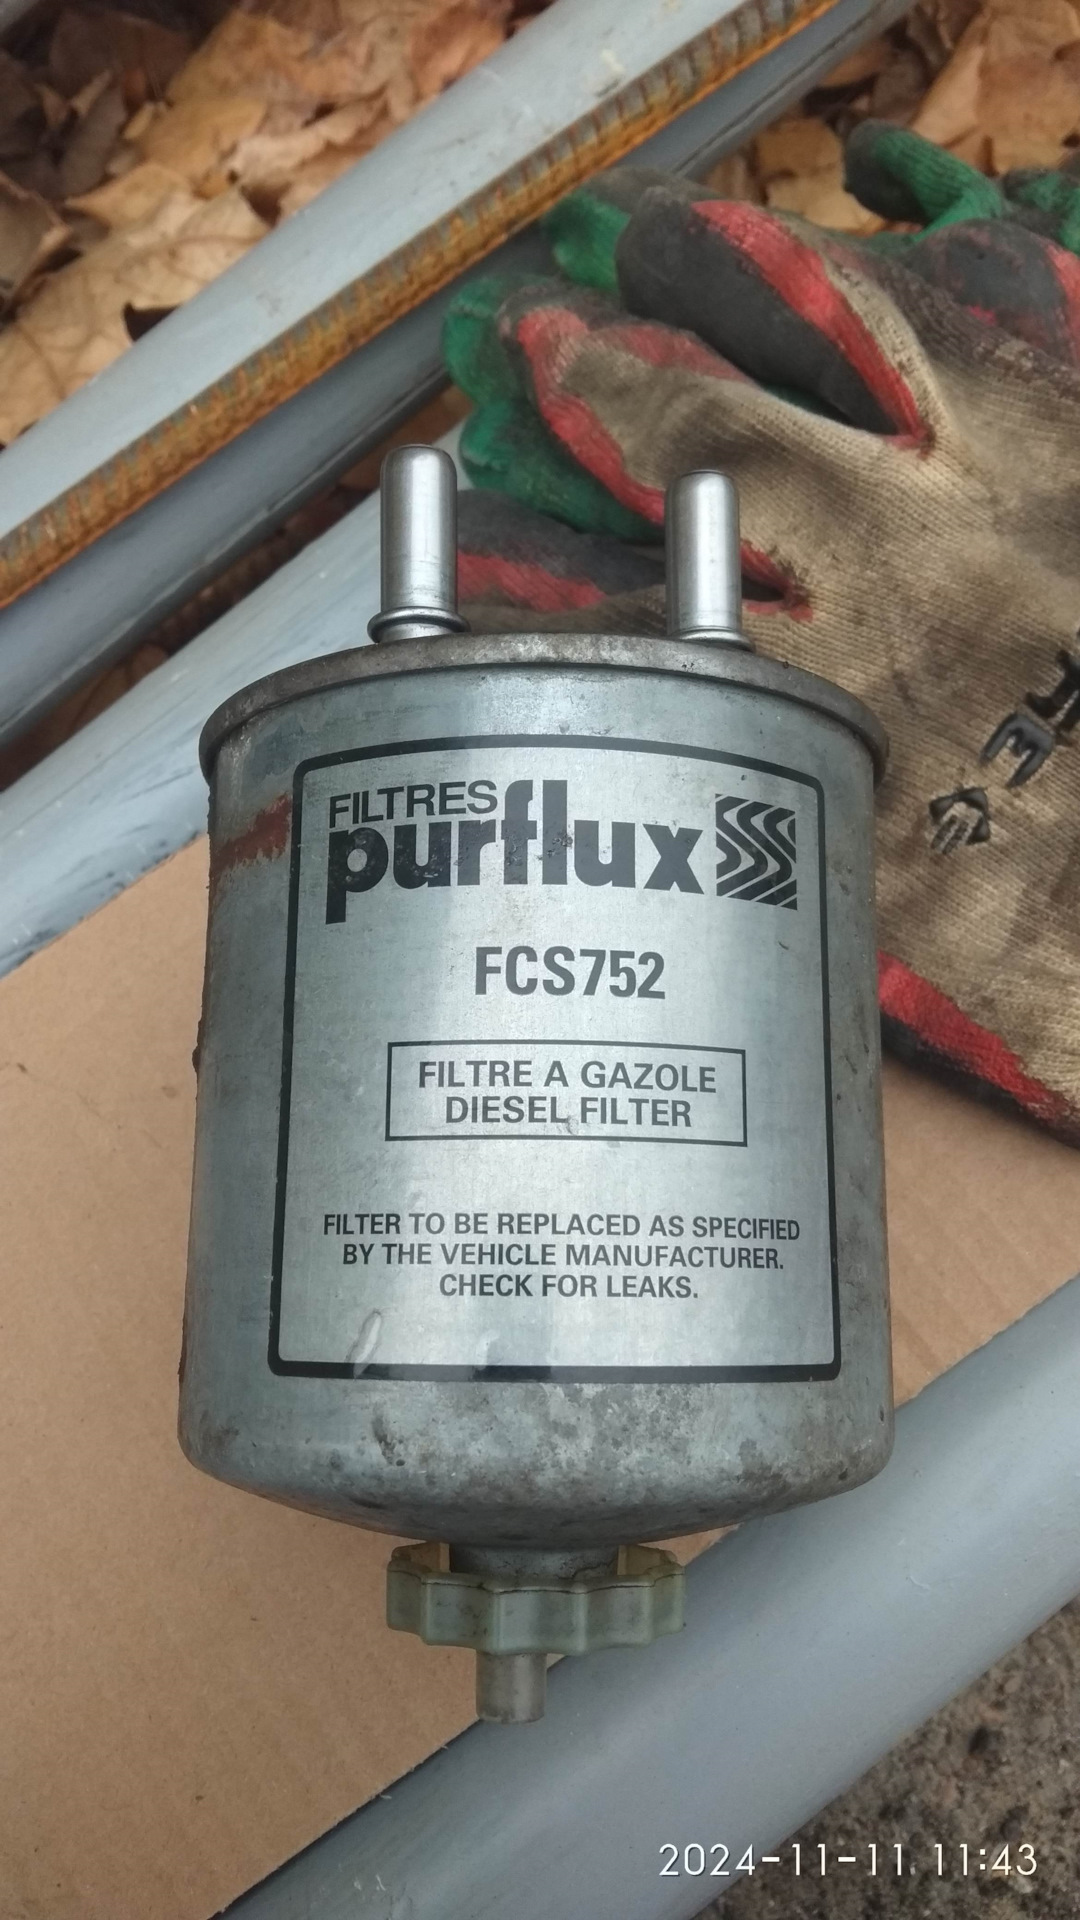 FILTRES
purflux
FCS752
FILTRE A GAZOLE
DIESEL FILTER
FILTER TO BE REPLACED AS SPECIFIED
BY THE VEHICLE MANUFACTURER.
CHECK FOR LEAKS.
2024-11-11 11:43